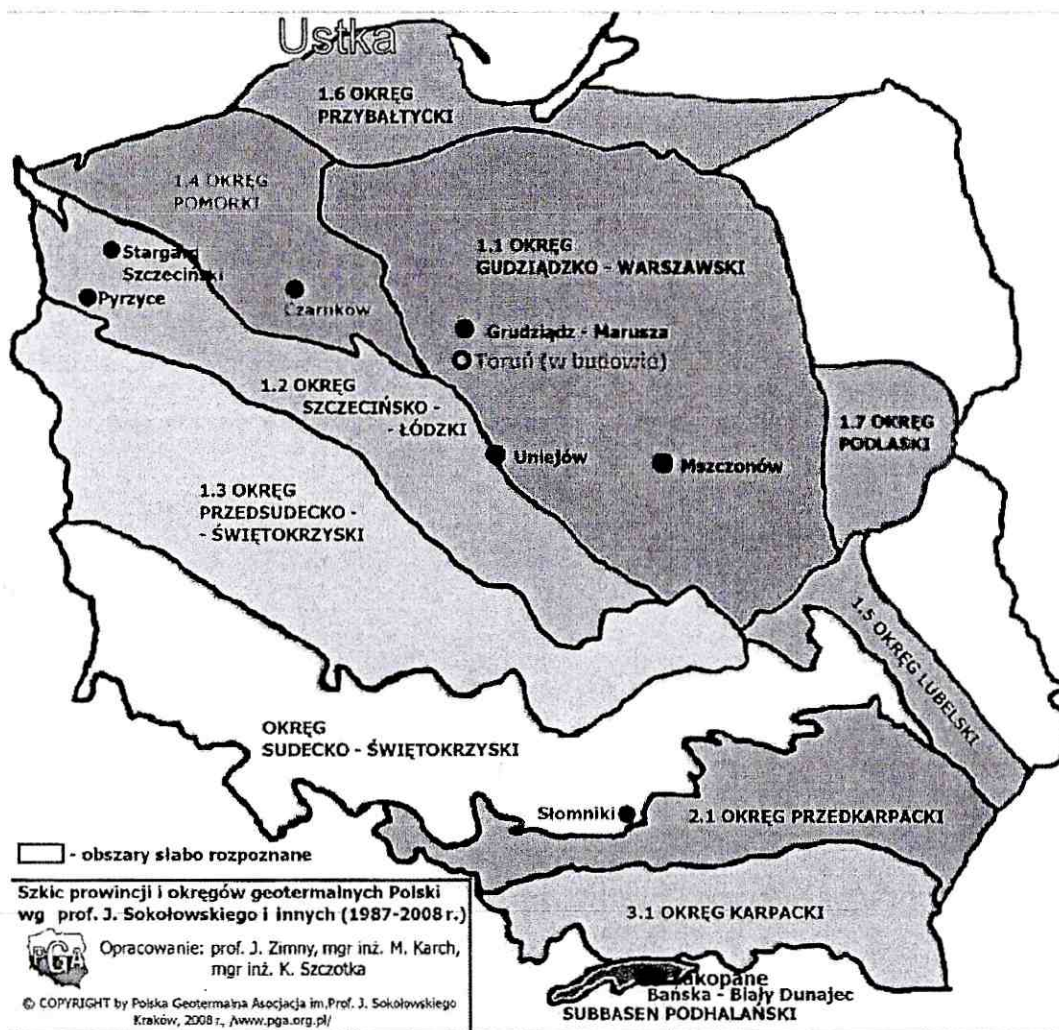 Ustka
1.6 OKRĘG
PRZYBAŁTYCKI
1.4 OKRĘG
POMORKI
Stargard
Szczeciński
Pyrzyce
Czarnków
1.1 OKRĘG
GUDZIĄDZKO - WARSZAWSKI
Grudziądz - Marusza
Toruń (w budowie)
1.2 OKRĘG
SZCZECIŃSKO -
- ŁÓDZKI
1.7 OKRĘG
PODLASKI
Uniejów
Mszczonów
1.3 OKRĘG
PRZEDSUDECKO -
- ŚWIĘTOKRZYSKI
1.5 OKRĘG LUBELSKI
OKRĘG
SUDECKO - ŚWIĘTOKRZYSKI
Słomniki
2.1 OKRĘG PRZEDKARPACKI
3.1 OKRĘG KARPACKI
Zakopane
Bańska - Biały Dunajec
SUBBASEN PODHALAŃSKI
- obszary słabo rozpoznane
Szkic prowincji i okręgów geotermalnych Polski
wg prof. J. Sokołowskiego i innych (1987-2008 r.)
PGA
Opracowanie: prof. J. Zimny, mgr inż. M. Karch,
mgr inż. K. Szczotka
© COPYRIGHT by Polska Geotermalna Asocjacja im.Prof. J. Sokołowskiego
Kraków, 2008 r., /www.pga.org.pl/